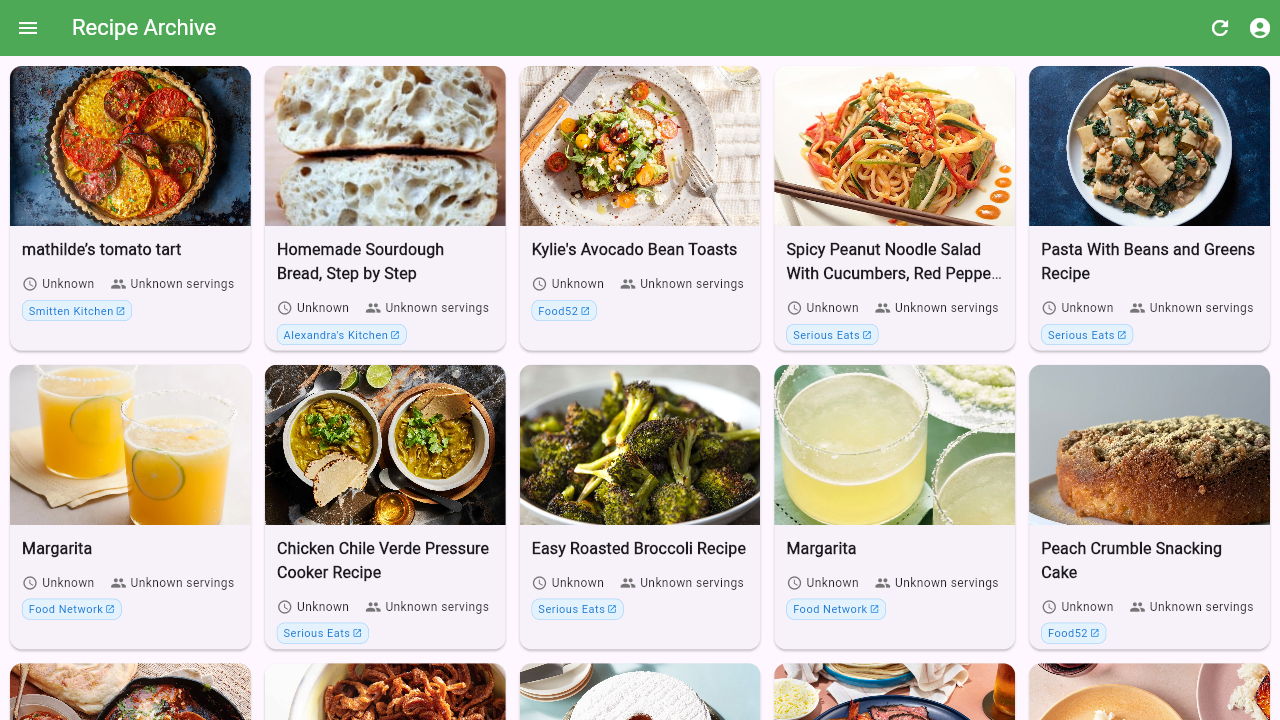 Recipe Archive
mathilde's tomato tart
Unknown
Unknown servings
Smitten Kitchen
Homemade Sourdough
Bread, Step by Step
Unknown
Unknown servings
Alexandra's Kitchen
Kylie's Avocado Bean Toasts
Unknown
Unknown servings
Food52
Spicy Peanut Noodle Salad
With Cucumbers, Red Peppe…
Unknown
Unknown servings
Serious Eats
Pasta With Beans and Greens
Recipe
Unknown
Unknown servings
Serious Eats
Margarita
Unknown
Unknown servings
Food Network
Chicken Chile Verde Pressure
Cooker Recipe
Unknown
Unknown servings
Serious Eats
Easy Roasted Broccoli Recipe
Unknown
Unknown servings
Serious Eats
Margarita
Unknown
Unknown servings
Food Network
Peach Crumble Snacking
Cake
Unknown
Unknown servings
Food52